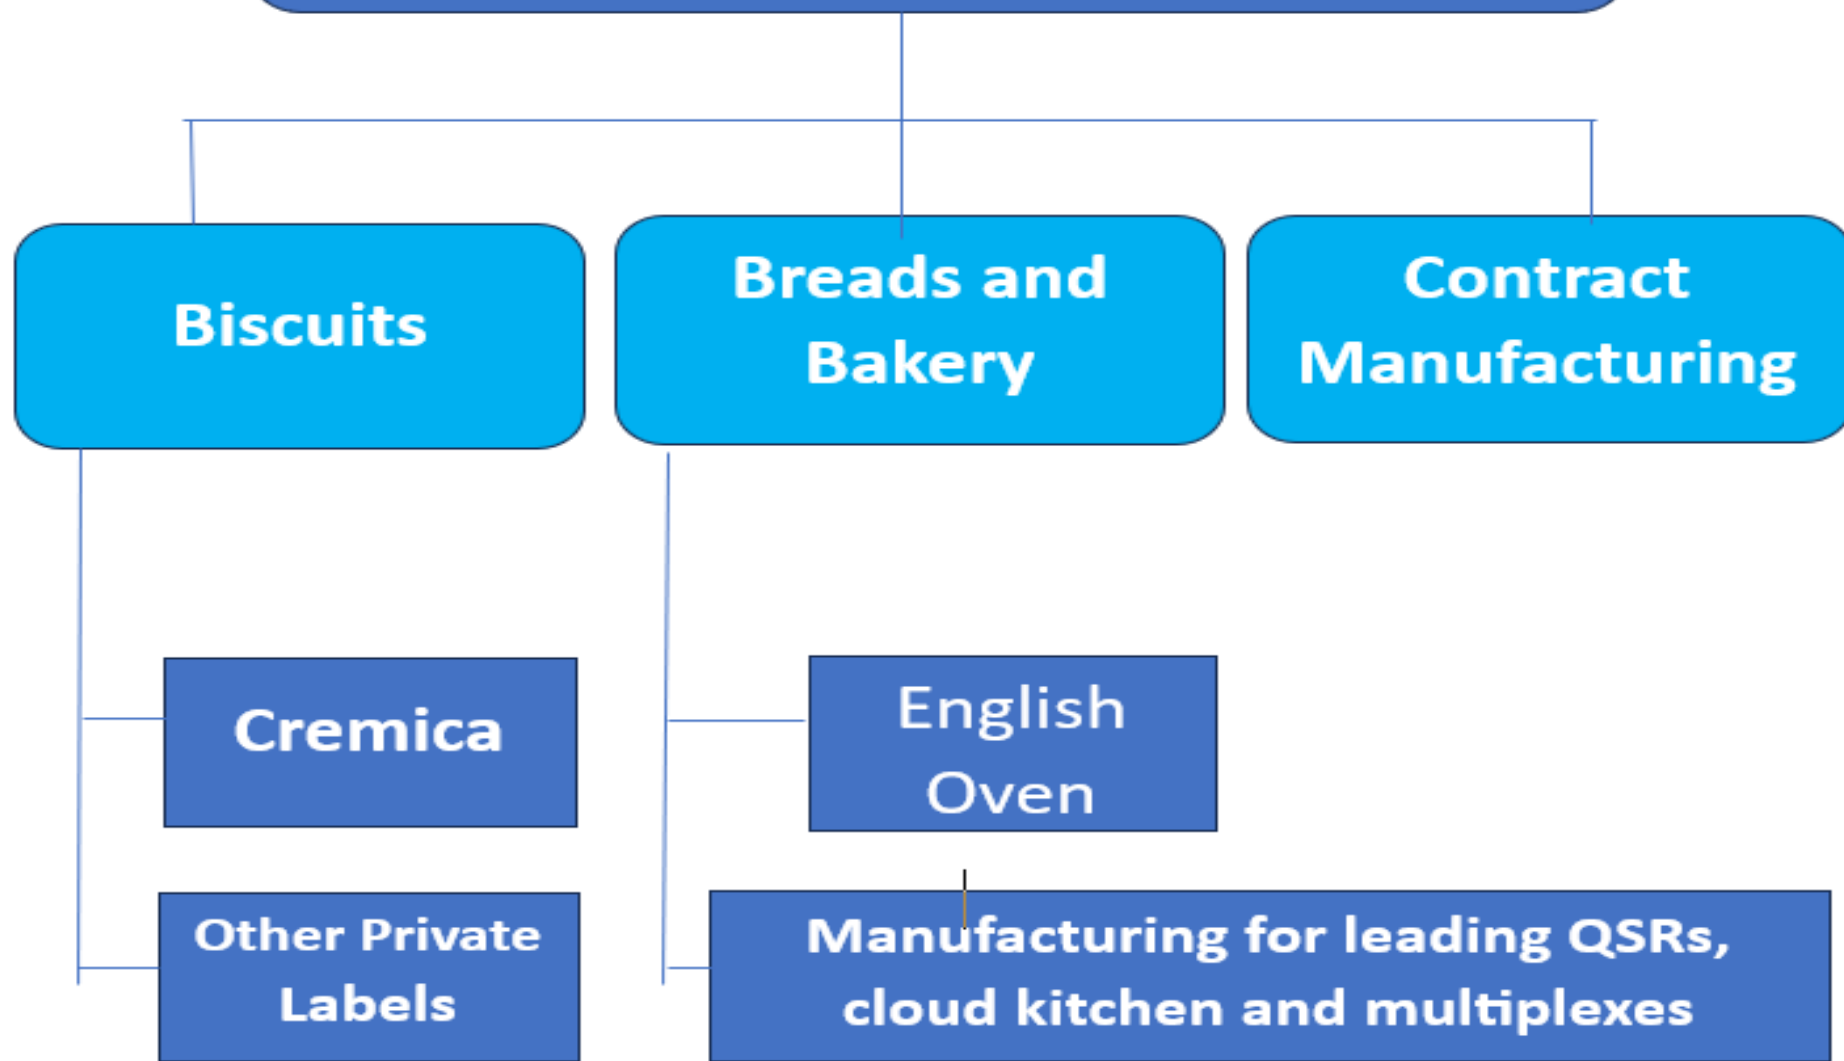 Biscuits
Breads and
Bakery
Contract
Manufacturing
Cremica
English
Oven
Other Private
Labels
Manufacturing for leading QSRs,
cloud kitchen and multiplexes